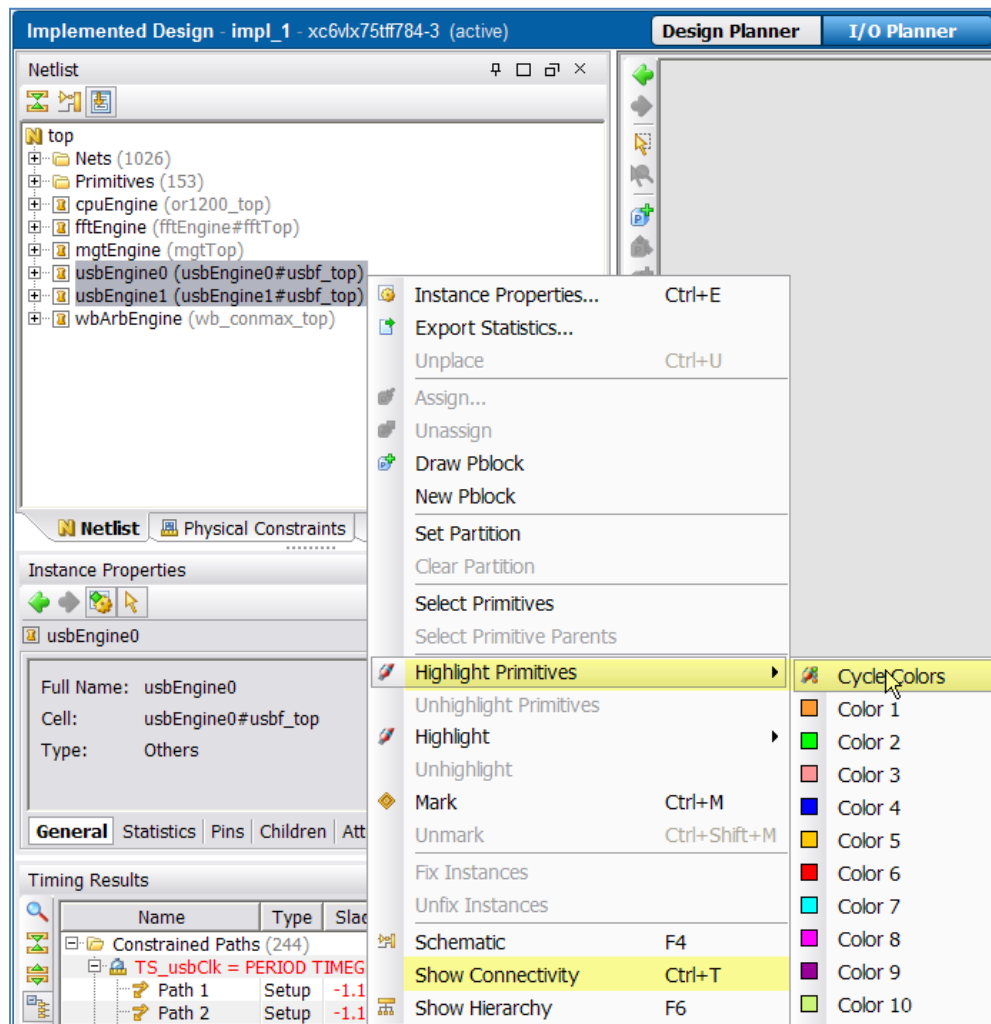 Implemented Design - impl_1 - xc6vlx75tff784-3 (active)
Design Planner
I/O Planner
Netlist
top
Nets (1026)
Primitives (153)
cpuEngine (or1200_top)
fftEngine (fftEngine#fftTop)
mgtEngine (mgtTop)
usbEngine0 (usbEngine0#usbf_top)
usbEngine1 (usbEngine1#usbf_top)
wbArbEngine (wb_conmax_top)
Netlist
Physical Constraints
Instance Properties
usbEngine0
Full Name: usbEngine0
Cell: usbEngine0#usbf_top
Type: Others
General Statistics Pins Children Att
Timing Results
Name Type Slac
Constrained Paths (244)
TS_usbClk = PERIOD TIMEG
Path 1 Setup -1.1
Path 2 Setup -1.1
Instance Properties... Ctrl+E
Export Statistics...
Unplace Ctrl+U
Assign...
Unassign
Draw Pblock
New Pblock
Set Partition
Clear Partition
Select Primitives
Select Primitive Parents
Highlight Primitives
Unhighlight Primitives
Highlight
Unhighlight
Mark Ctrl+M
Unmark Ctrl+Shift+M
Fix Instances
Unfix Instances
Schematic F4
Show Connectivity Ctrl+T
Show Hierarchy F6
Cycle Colors
Color 1
Color 2
Color 3
Color 4
Color 5
Color 6
Color 7
Color 8
Color 9
Color 10